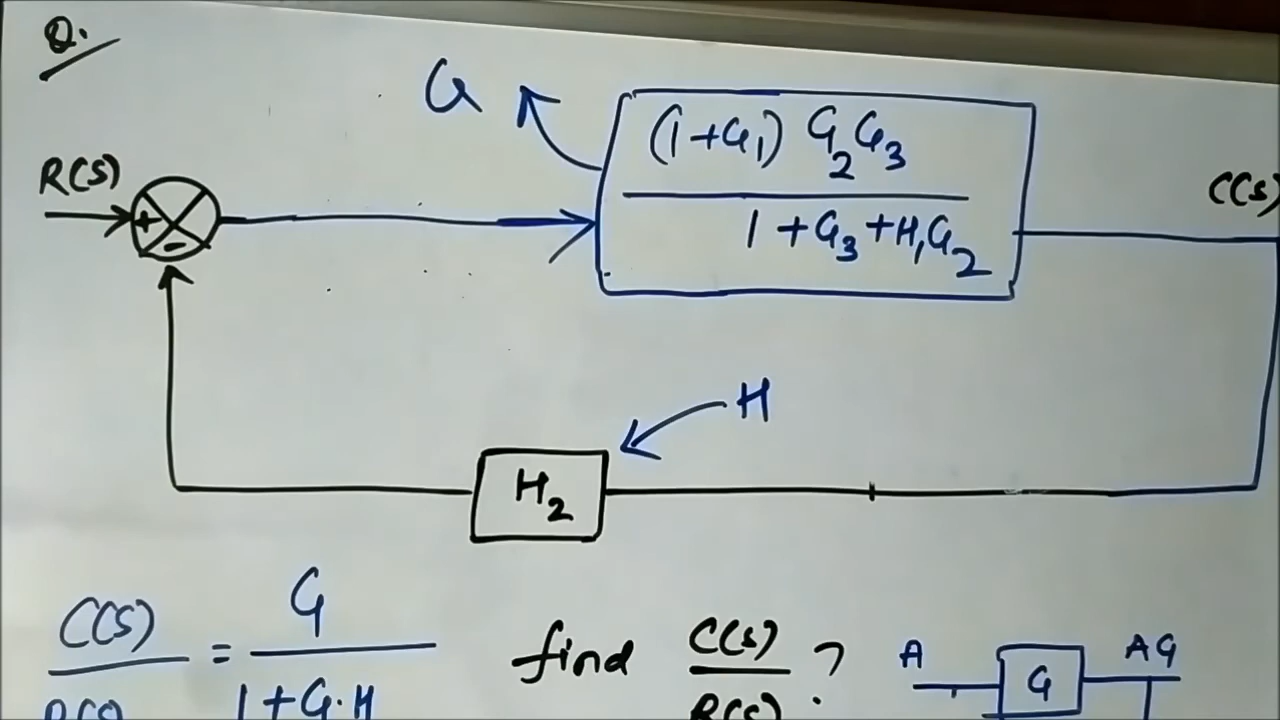 Q.
G
(1+G1) G2G3
R(S)
C(S)
1+G3+H1G2
+
-
H
H2
C(S)/R(S) = G/1+G.H
find C(S)/R(S) ?
A G AG